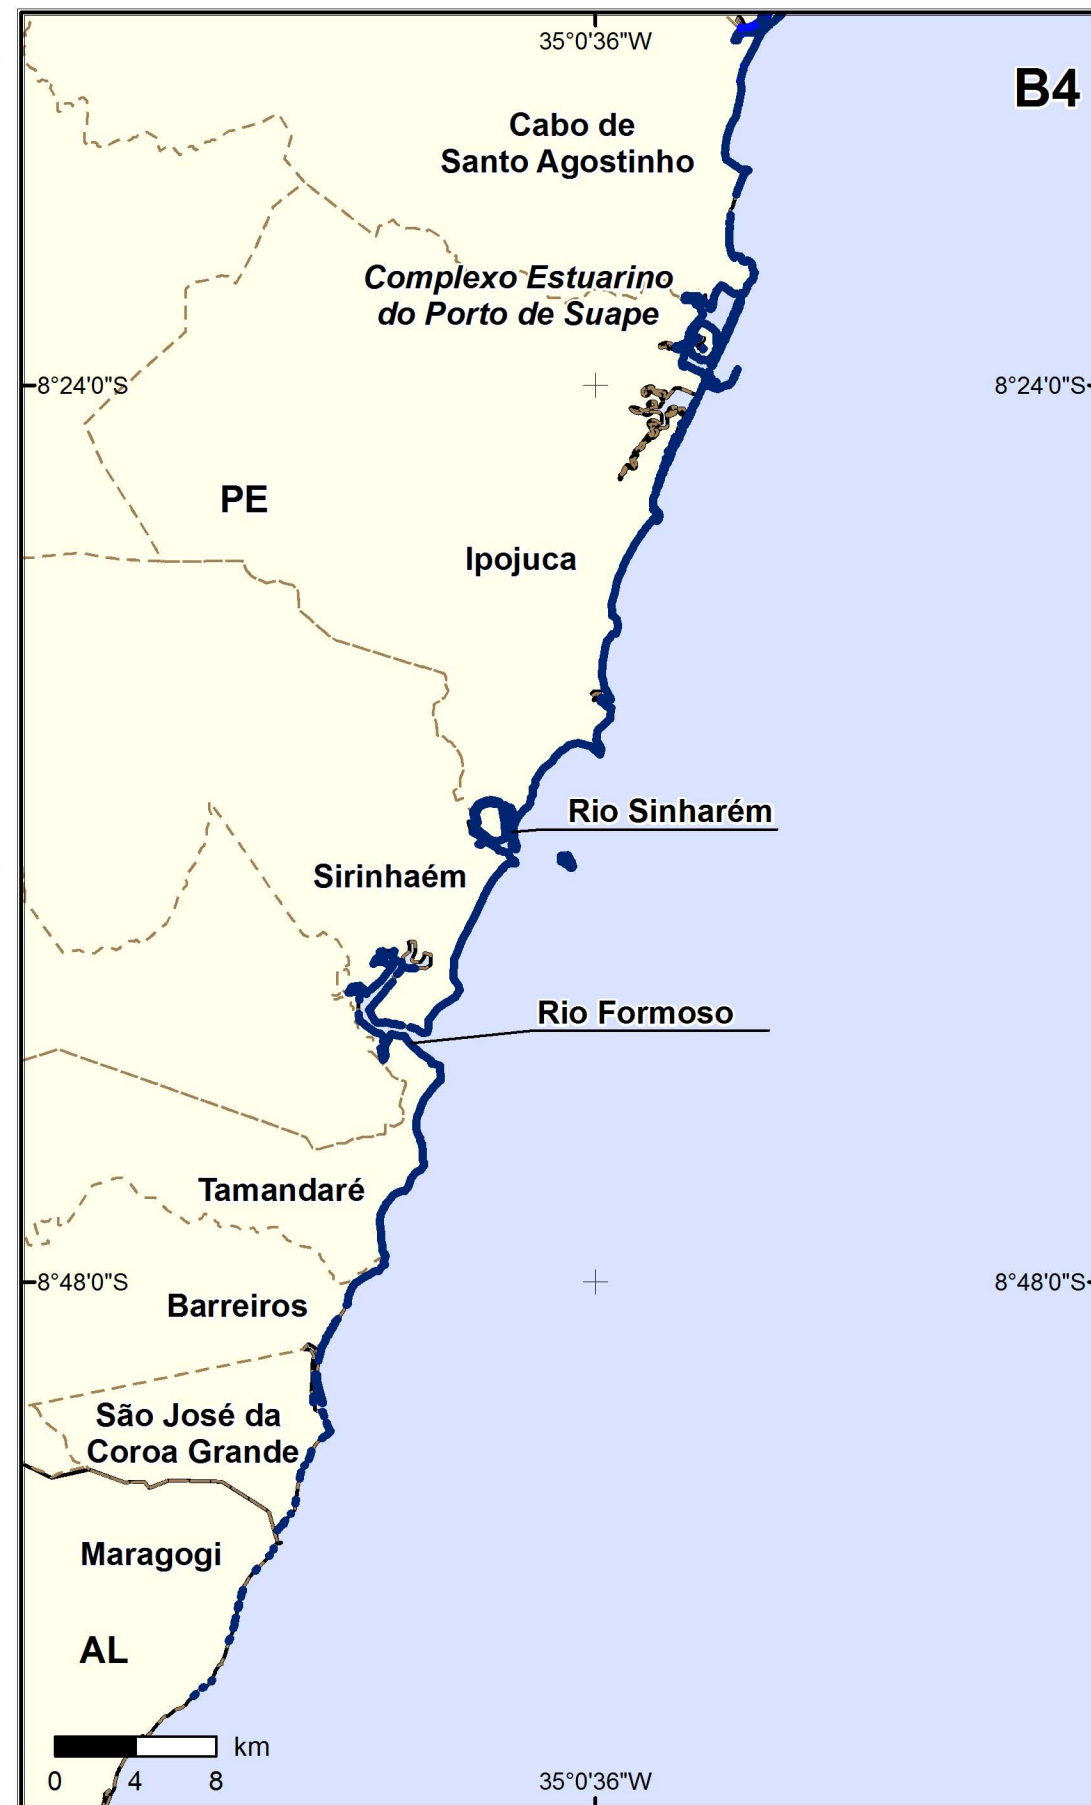 35°0'36"W
B4
Cabo de
Santo Agostinho
Complexo Estuarino
do Porto de Suape
8°24'0"S
8°24'0"S
PE
Ipojuca
Rio Sinharém
Sirinhaém
Rio Formoso
Tamandaré
8°48'0"S
8°48'0"S
Barreiros
São José da
Coroa Grande
Maragogi
AL
km
0 4 8
35°0'36"W